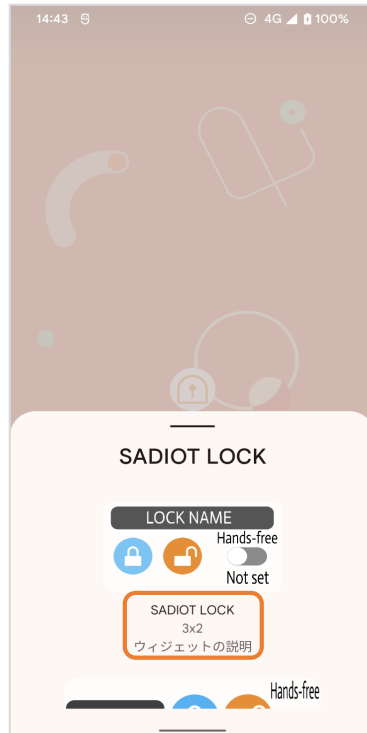 14:43 4G 100%
SADIOT LOCK
LOCK NAME
Hands-free
Not set
SADIOT LOCK
3x2
ウィジェットの説明
Hands-free